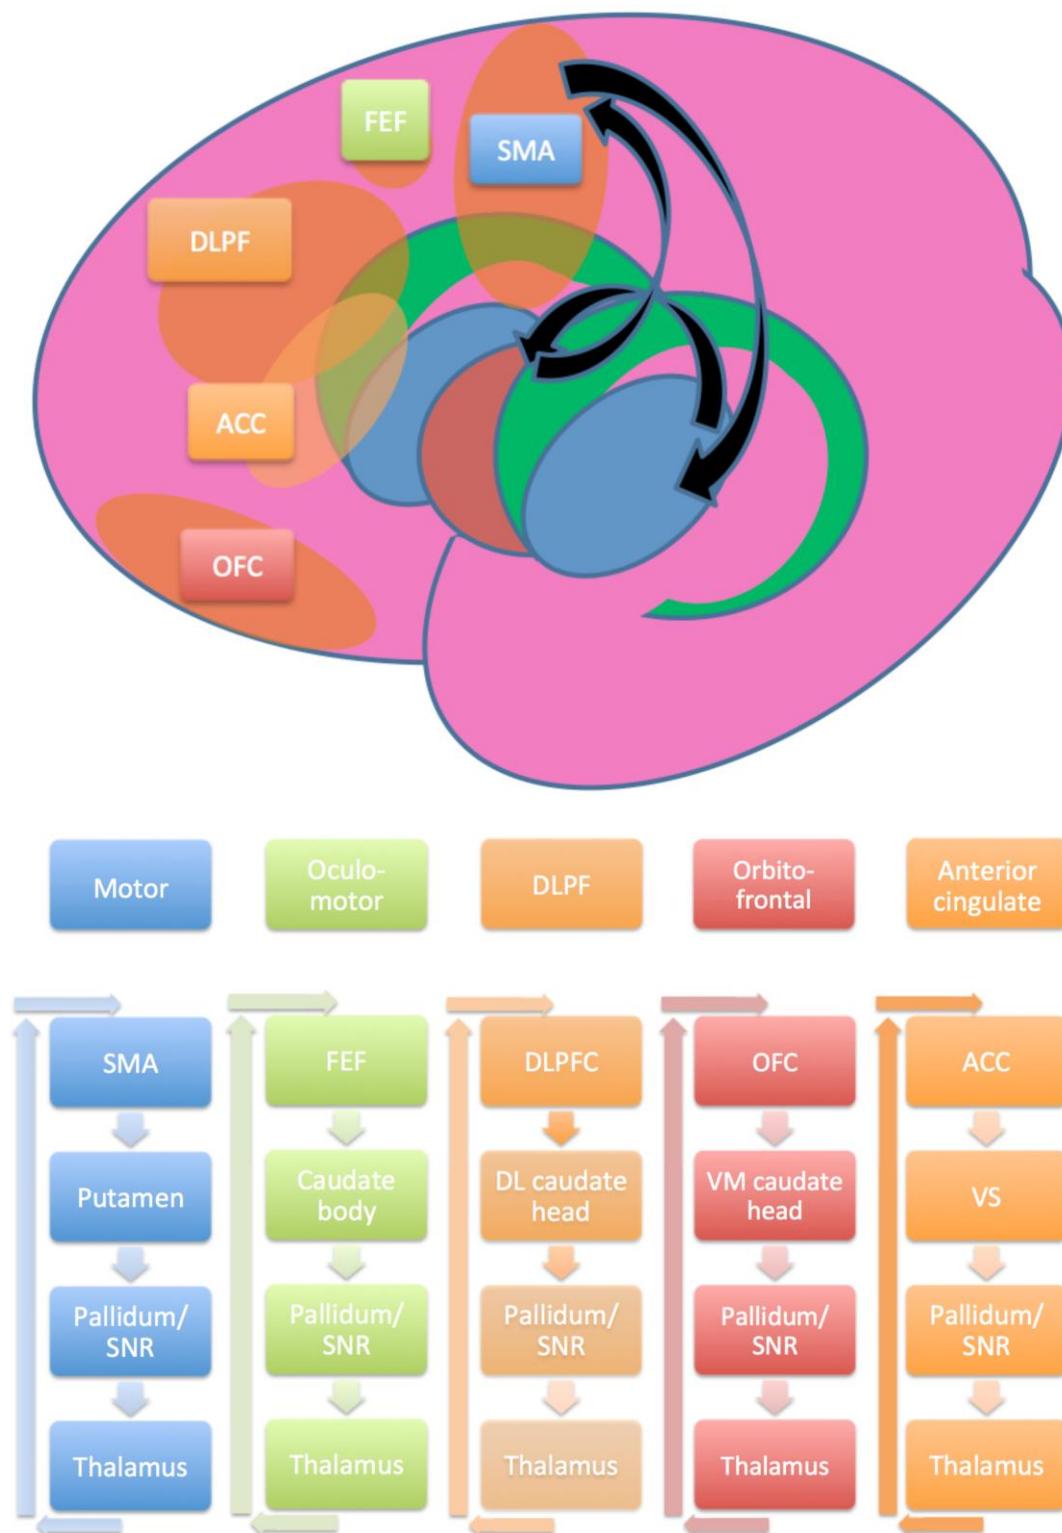 FEF
SMA
DLPF
ACC
OFC
Motor
Oculo-
motor
DLPF
Orbito-
frontal
Anterior
cingulate
SMA
FEF
DLPFC
OFC
ACC
Putamen
Caudate
body
DL caudate
head
VM caudate
head
VS
Pallidum/
SNR
Pallidum/
SNR
Pallidum/
SNR
Pallidum/
SNR
Pallidum/
SNR
Thalamus
Thalamus
Thalamus
Thalamus
Thalamus